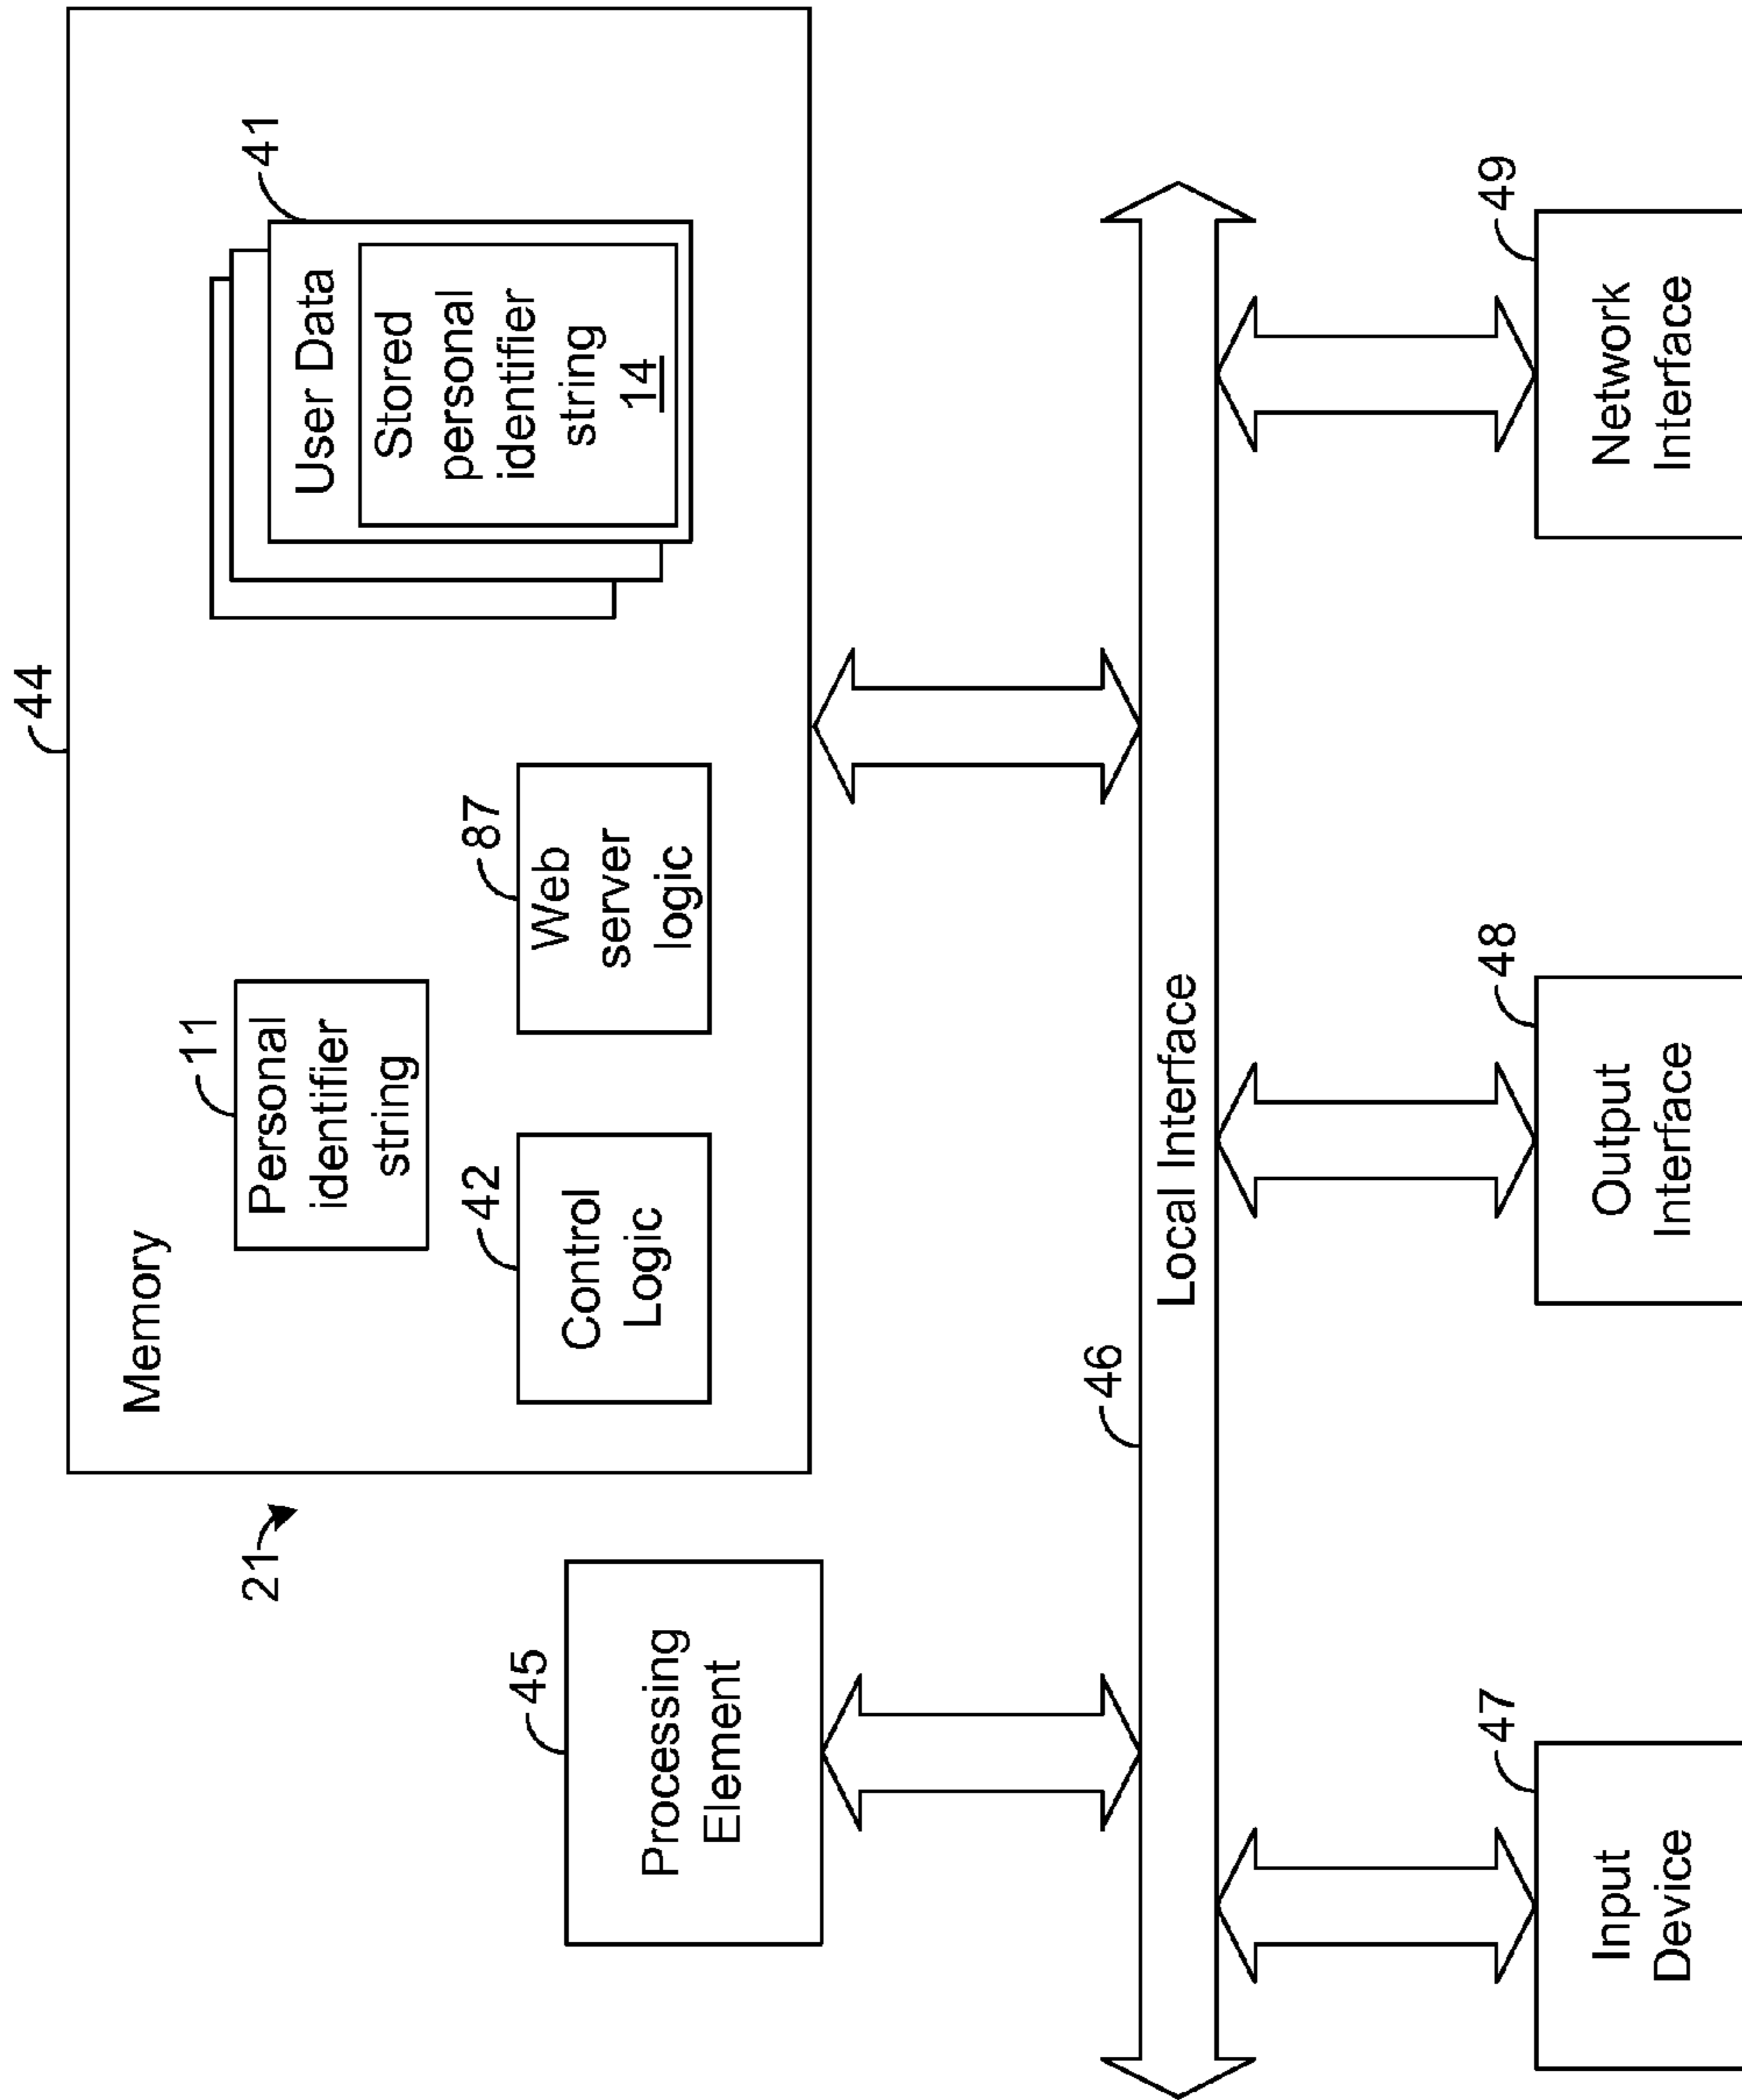 44
Memory
11
Personal
identifier
string
41
User Data
Stored
personal
identifier
string
14
42
Control
Logic
87
Web
server
logic
21
45
Processing
Element
46
Local Interface
47
Input
Device
48
Output
Interface
49
Network
Interface